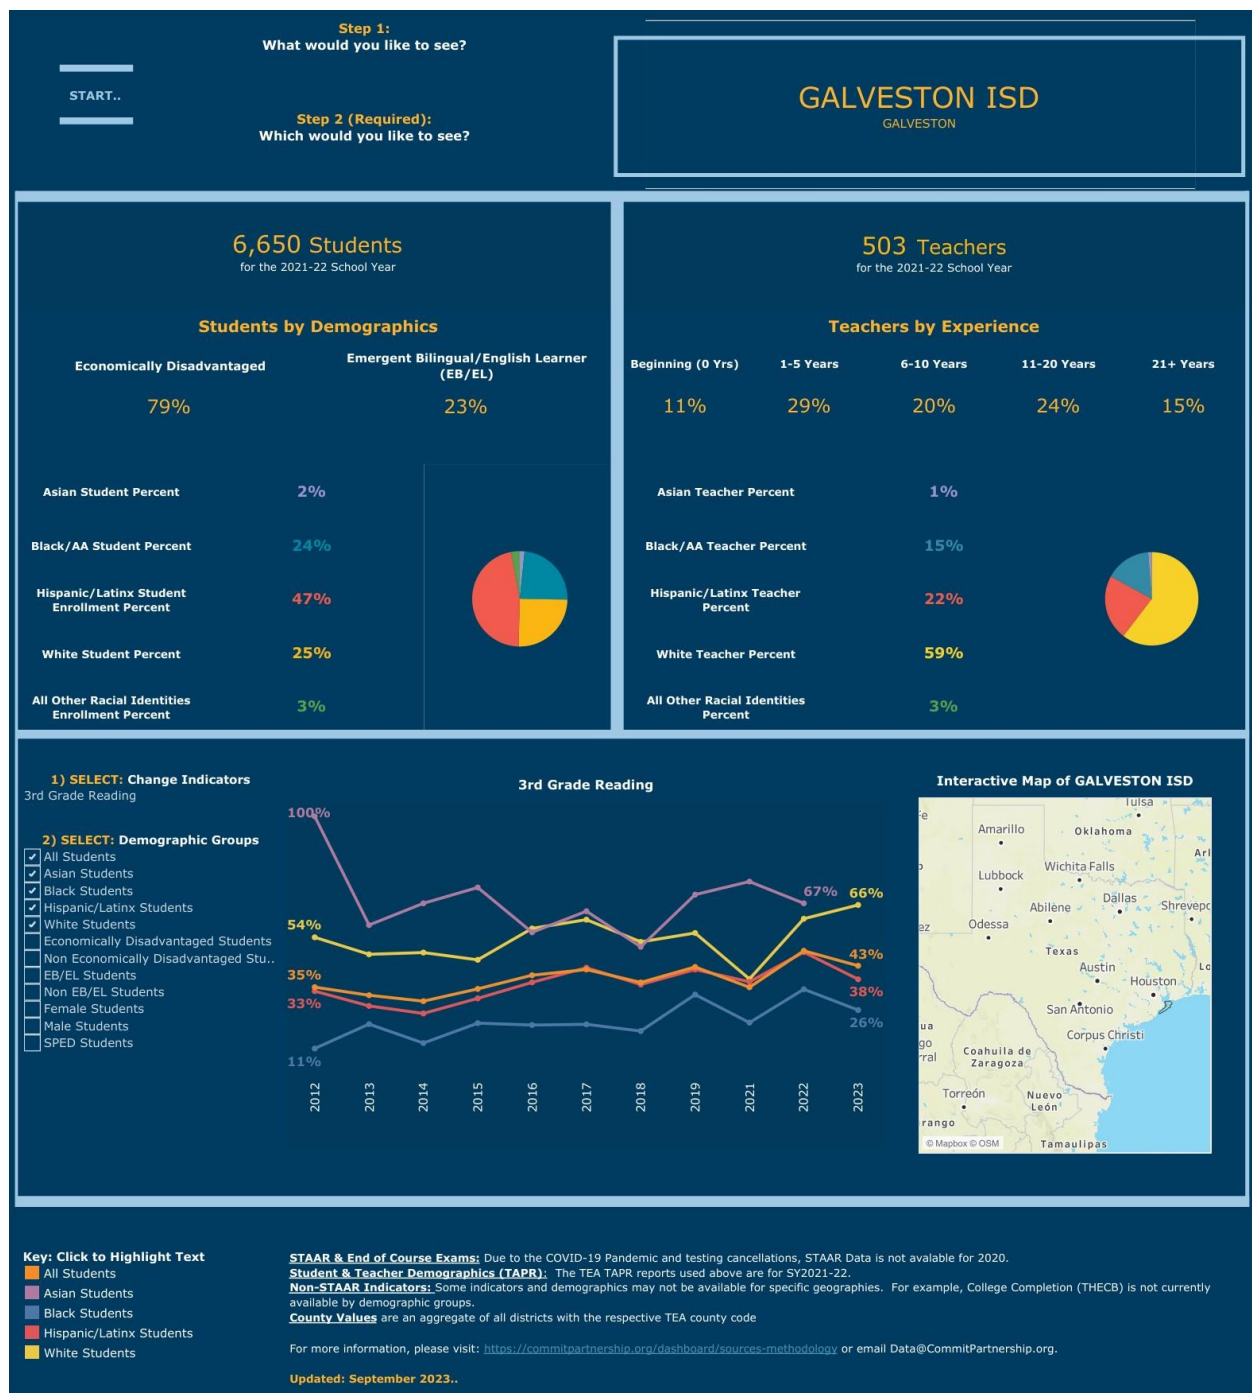 Step 1:
What would you like to see?
START..
Step 2 (Required):
Which would you like to see?
GALVESTON ISD
GALVESTON
6,650 Students
for the 2021-22 School Year
Students by Demographics
Economically Disadvantaged
Emergent Bilingual/English Learner
(EB/EL)
79%
23%
Asian Student Percent
2%
Black/AA Student Percent
24%
Hispanic/Latinx Student
Enrollment Percent
47%
White Student Percent
25%
All Other Racial Identities
Enrollment Percent
3%
503 Teachers
for the 2021-22 School Year
Teachers by Experience
Beginning (0 Yrs)
1-5 Years
6-10 Years
11-20 Years
21+ Years
11%
29%
20%
24%
15%
Asian Teacher Percent
1%
Black/AA Teacher Percent
15%
Hispanic/Latinx Teacher
Percent
22%
White Teacher Percent
59%
All Other Racial Identities
Percent
3%
1) SELECT: Change Indicators
3rd Grade Reading
2) SELECT: Demographic Groups
All Students
Asian Students
Black Students
Hispanic/Latinx Students
White Students
Economically Disadvantaged Students
Non Economically Disadvantaged Stu..
EB/EL Students
Non EB/EL Students
Female Students
Male Students
SPED Students
3rd Grade Reading
100%
54%
35%
33%
11%
67%
66%
43%
38%
26%
2012
2013
2014
2015
2016
2017
2018
2019
2021
2022
2023
Interactive Map of GALVESTON ISD
Tulsa
Fe
Amarillo
Oklahoma
Arl
Wichita Falls
Lubbock
Dallas
Abilene
Shrevepo
ez
Odessa
Texas
Austin
Lo
Houston
San Antonio
ua
Corpus Christi
go
rral
Coahuila de
Zaragoza
Torreón
Nuevo
León
rango
© Mapbox © OSM
Tamaulipas
Key: Click to Highlight Text
All Students
Asian Students
Black Students
Hispanic/Latinx Students
White Students
STAAR & End of Course Exams: Due to the COVID-19 Pandemic and testing cancellations, STAAR Data is not avalable for 2020.
Student & Teacher Demographics (TAPR): The TEA TAPR reports used above are for SY2021-22.
Non-STAAR Indicators: Some indicators and demographics may not be available for specific geographies. For example, College Completion (THECB) is not currently
available by demographic groups.
County Values are an aggregate of all districts with the respective TEA county code
For more information, please visit: https://commitpartnership.org/dashboard/sources-methodology or email Data@CommitPartnership.org.
Updated: September 2023..